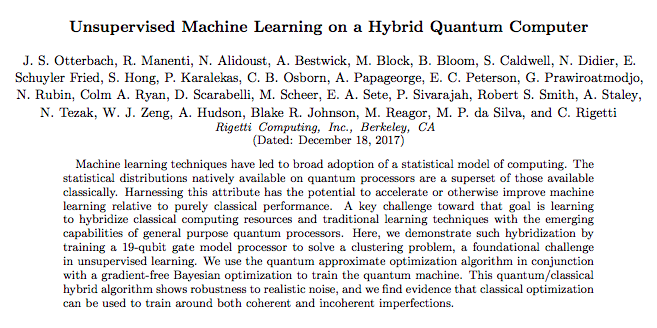 Unsupervised Machine Learning on a Hybrid Quantum Computer
J. S. Otterbach, R. Manenti, N. Alidoust, A. Bestwick, M. Block, B. Bloom, S. Caldwell, N. Didier, E.
Schuyler Fried, S. Hong, P. Karalekas, C. B. Osborn, A. Papageorge, E. C. Peterson, G. Prawiroatmodjo,
N. Rubin, Colm A. Ryan, D. Scarabelli, M. Scheer, E. A. Sete, P. Sivarajah, Robert S. Smith, A. Staley,
N. Tezak, W. J. Zeng, A. Hudson, Blake R. Johnson, M. Reagor, M. P. da Silva, and C. Rigetti
Rigetti Computing, Inc., Berkeley, CA
(Dated: December 18, 2017)
Machine learning techniques have led to broad adoption of a statistical model of computing. The
statistical distributions natively available on quantum processors are a superset of those available
classically. Harnessing this attribute has the potential to accelerate or otherwise improve machine
learning relative to purely classical performance. A key challenge toward that goal is learning
to hybridize classical computing resources and traditional learning techniques with the emerging
capabilities of general purpose quantum processors. Here, we demonstrate such hybridization by
training a 19-qubit gate model processor to solve a clustering problem, a foundational challenge
in unsupervised learning. We use the quantum approximate optimization algorithm in conjunction
with a gradient-free Bayesian optimization to train the quantum machine. This quantum/classical
hybrid algorithm shows robustness to realistic noise, and we find evidence that classical optimization
can be used to train around both coherent and incoherent imperfections.